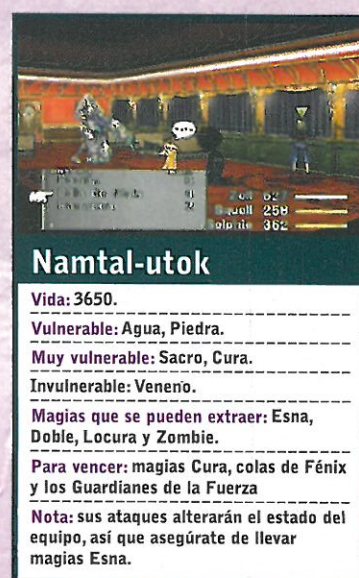 Squall 258
362
Namtal-utok
Vida: 3650.
Vulnerable: Agua, Piedra.
Muy vulnerable: Sacro, Cura.
Invulnerable: Veneno.
Magias que se pueden extraer: Esna,
Doble, Locura y Zombie.
Para vencer: magias Cura, colas de Fénix
y los Guardianes de la Fuerza
Nota: sus ataques alterarán el estado del
equipo, así que asegúrate de llevar
magias Esna.